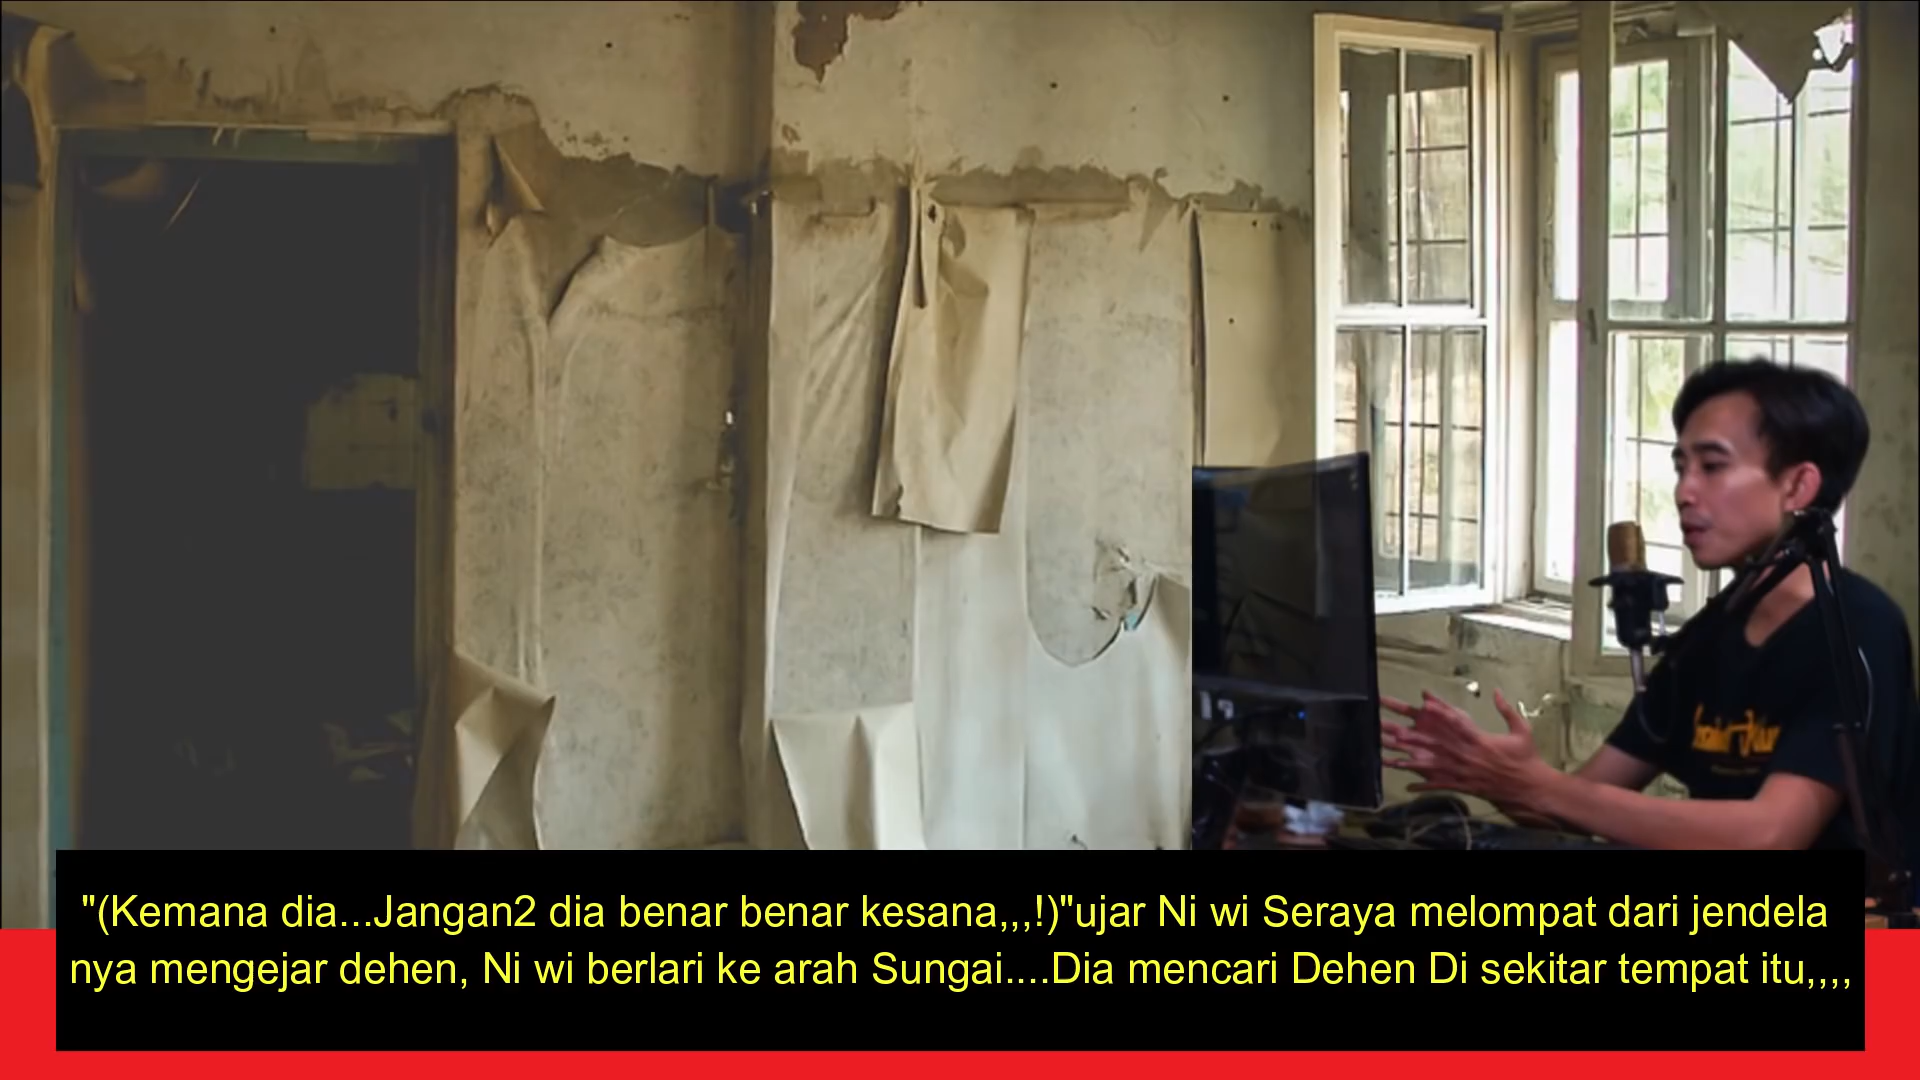 "(Kemana dia...Jangan2 dia benar benar kesana,,,!)"ujar Ni wi Seraya melompat dari jendela
nya mengejar dehen, Ni wi berlari ke arah Sungai....Dia mencari Dehen Di sekitar tempat itu,,,,